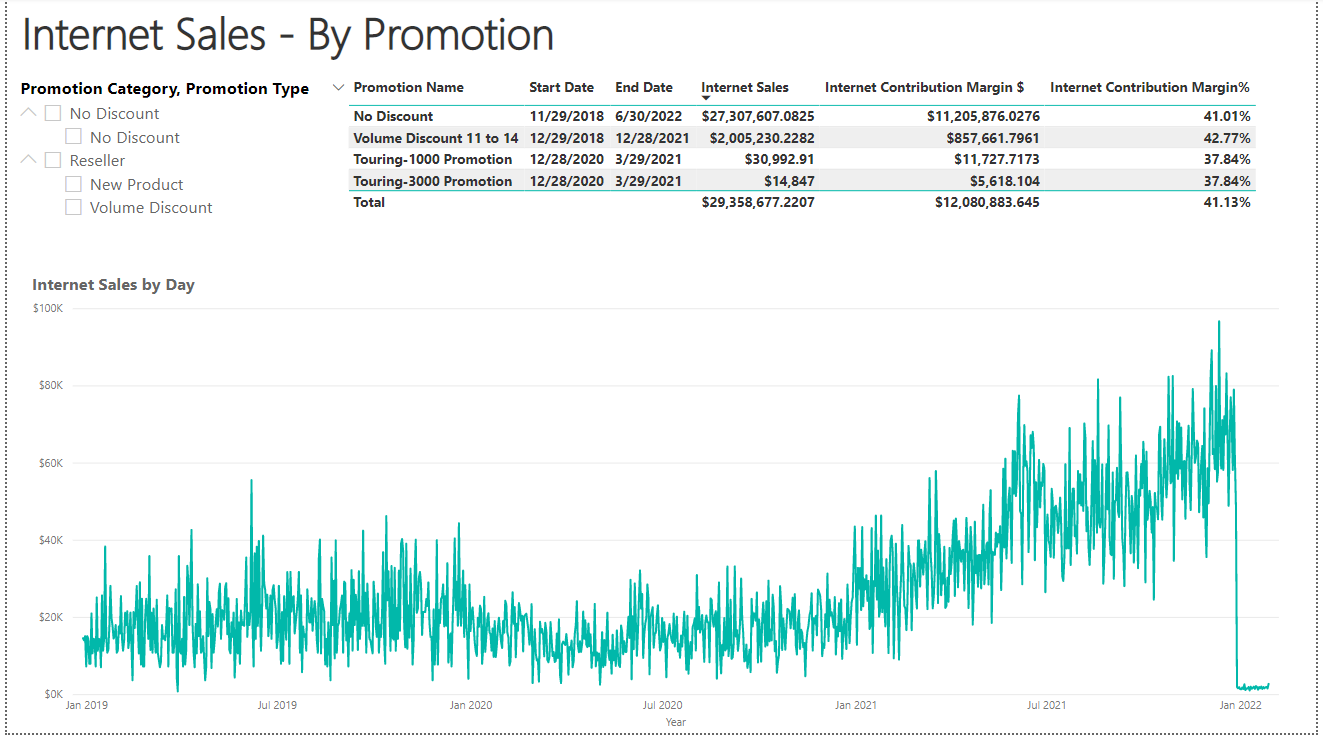 Internet Sales - By Promotion
Promotion Category, Promotion Type
No Discount
No Discount
Reseller
New Product
Volume Discount
Promotion Name Start Date End Date Internet Sales Internet Contribution Margin $ Internet Contribution Margin%
No Discount 11/29/2018 6/30/2022 $27,307,607.0825 $11,205,876.0276 41.01%
Volume Discount 11 to 14 12/29/2018 12/28/2021 $2,005,230.2282 $857,661.7961 42.77%
Touring-1000 Promotion 12/28/2020 3/29/2021 $30,992.91 $11,727.7173 37.84%
Touring-3000 Promotion 12/28/2020 3/29/2021 $14,847 $5,618.104 37.84%
Total $29,358,677.2207 $12,080,883.645 41.13%
Internet Sales by Day
$100K
$80K
$60K
$40K
$20K
$0K
Jan 2019 Jul 2019 Jan 2020 Jul 2020 Jan 2021 Jul 2021 Jan 2022
Year